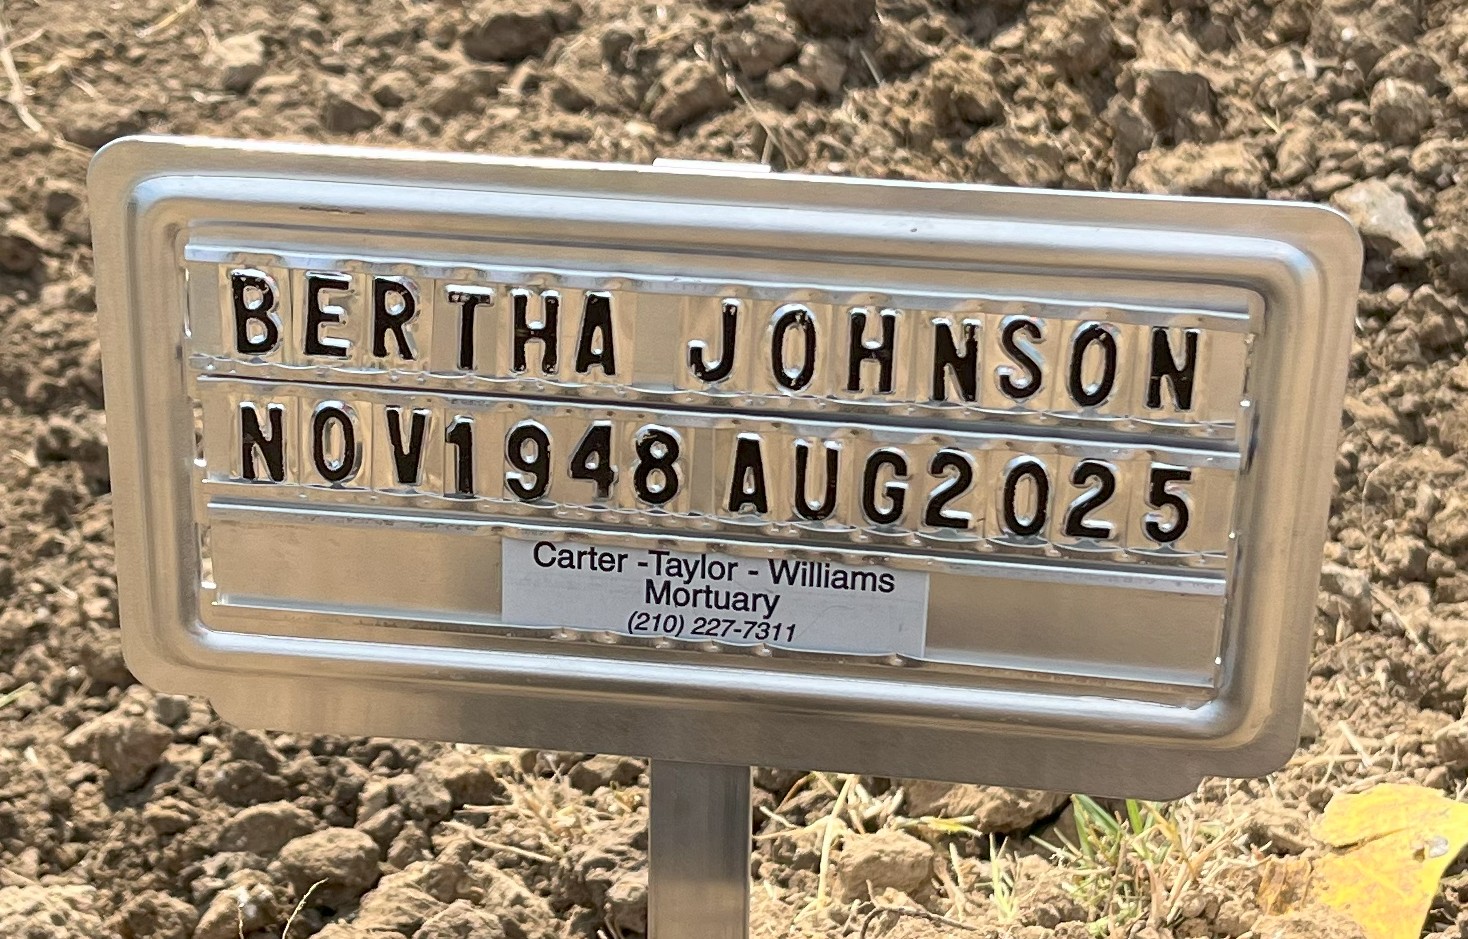 BERTHA JOHNSON
NOV1948 AUG2025
Carter -Taylor - Williams
Mortuary
(210) 227-7311